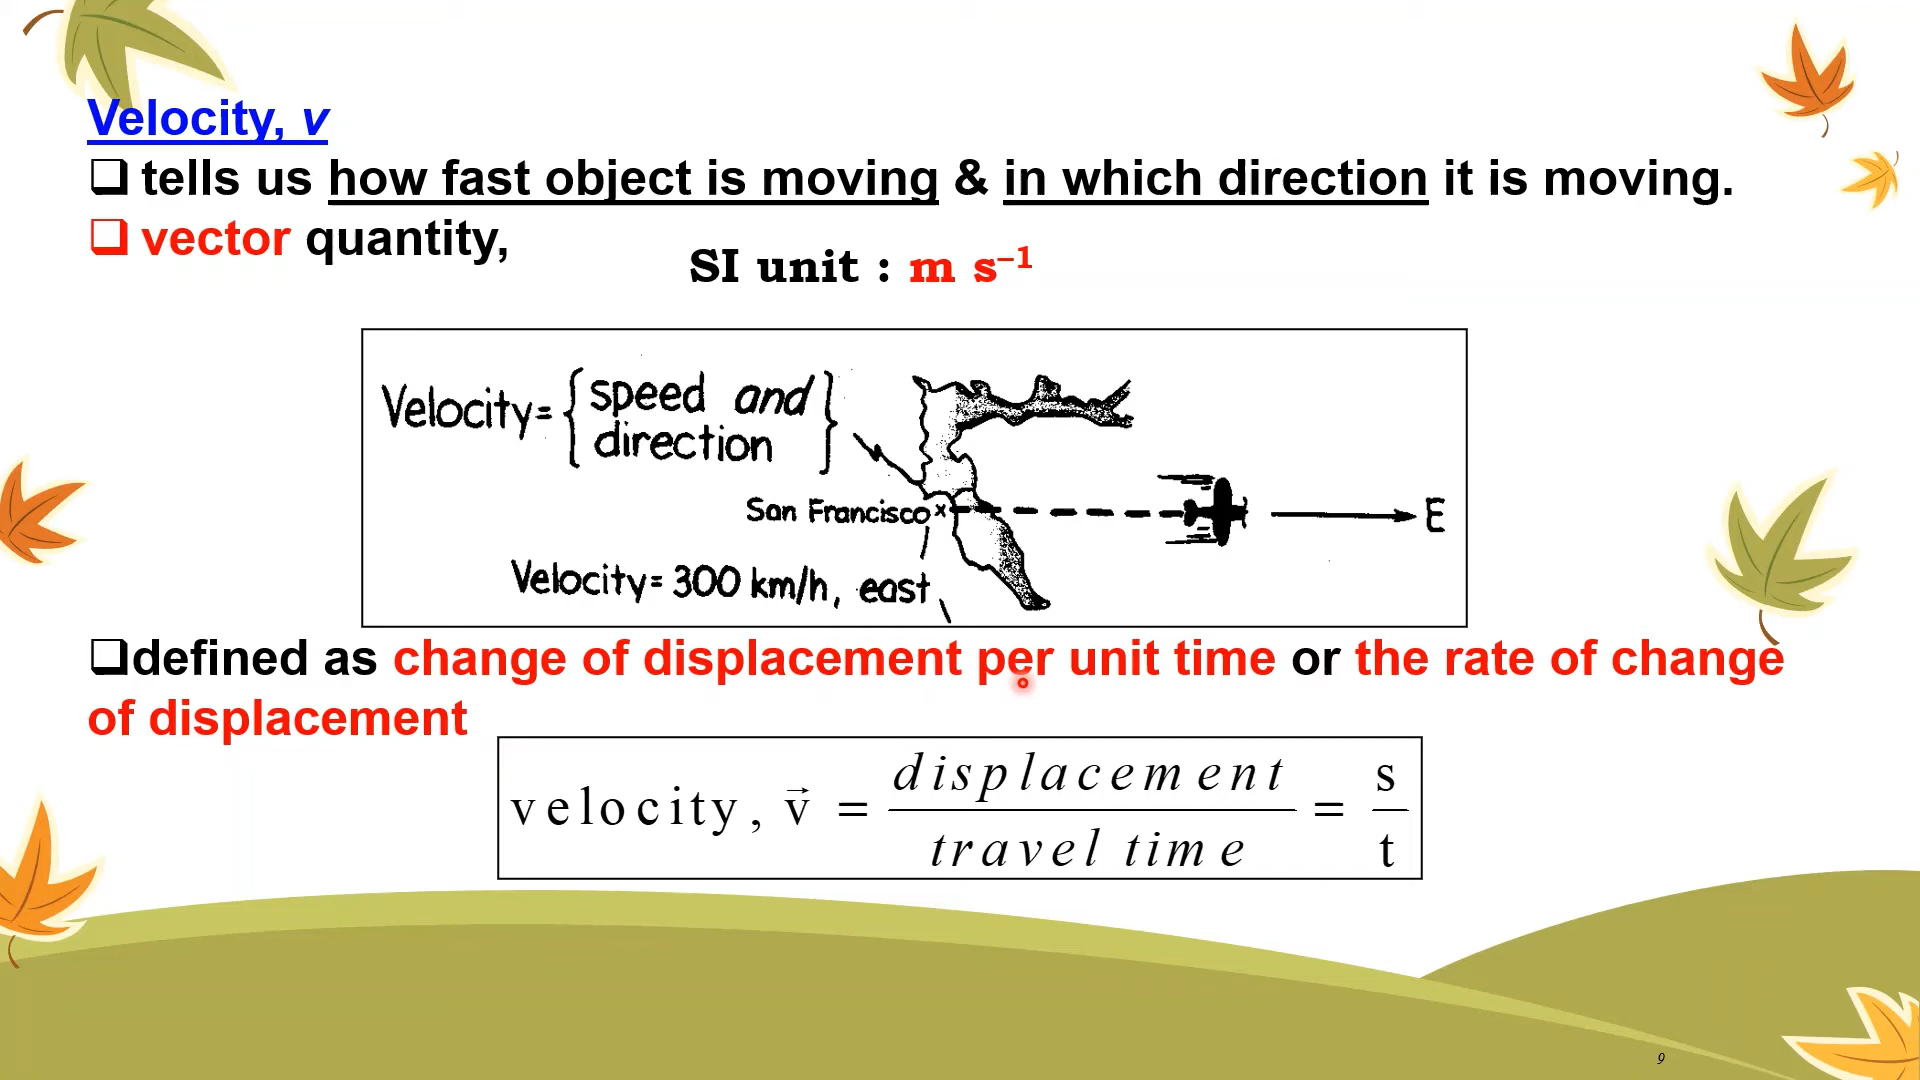 Velocity, v
❑ tells us how fast object is moving & in which direction it is moving.
❑ vector quantity,
SI unit : m s⁻¹
Velocity = { speed and
direction }
San Francisco x
E
Velocity = 300 km/h, east
❑defined as change of displacement per unit time or the rate of change
of displacement
velocity, v⃗ = displacement / travel time = s / t
9